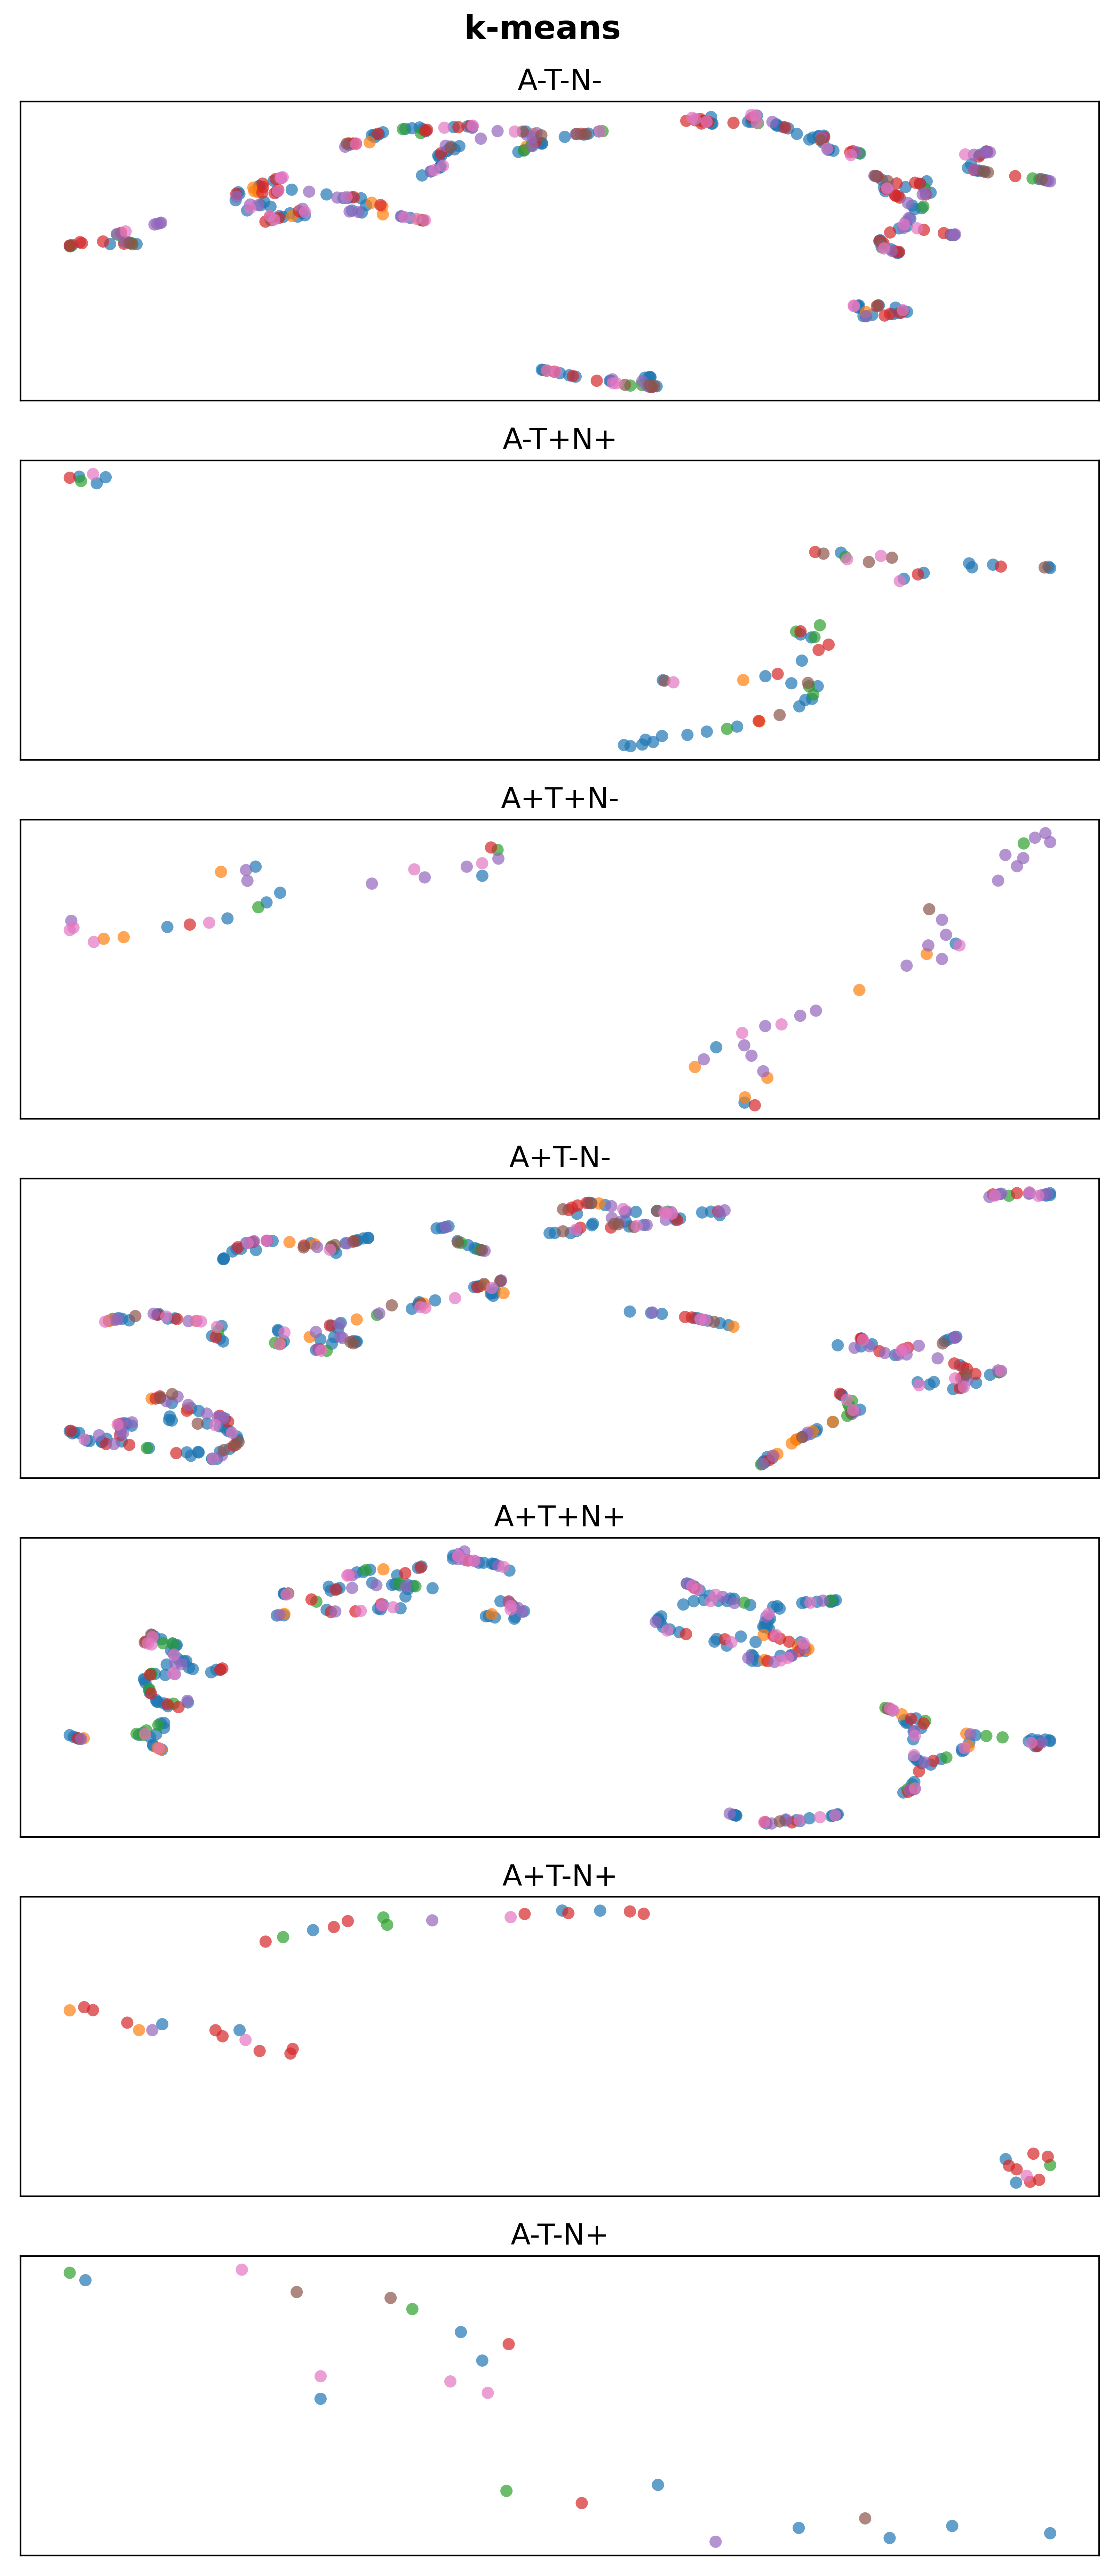 k-means
A-T-N-
A-T+N+
A+T+N-
A+T-N-
A+T+N+
A+T-N+
A-T-N+